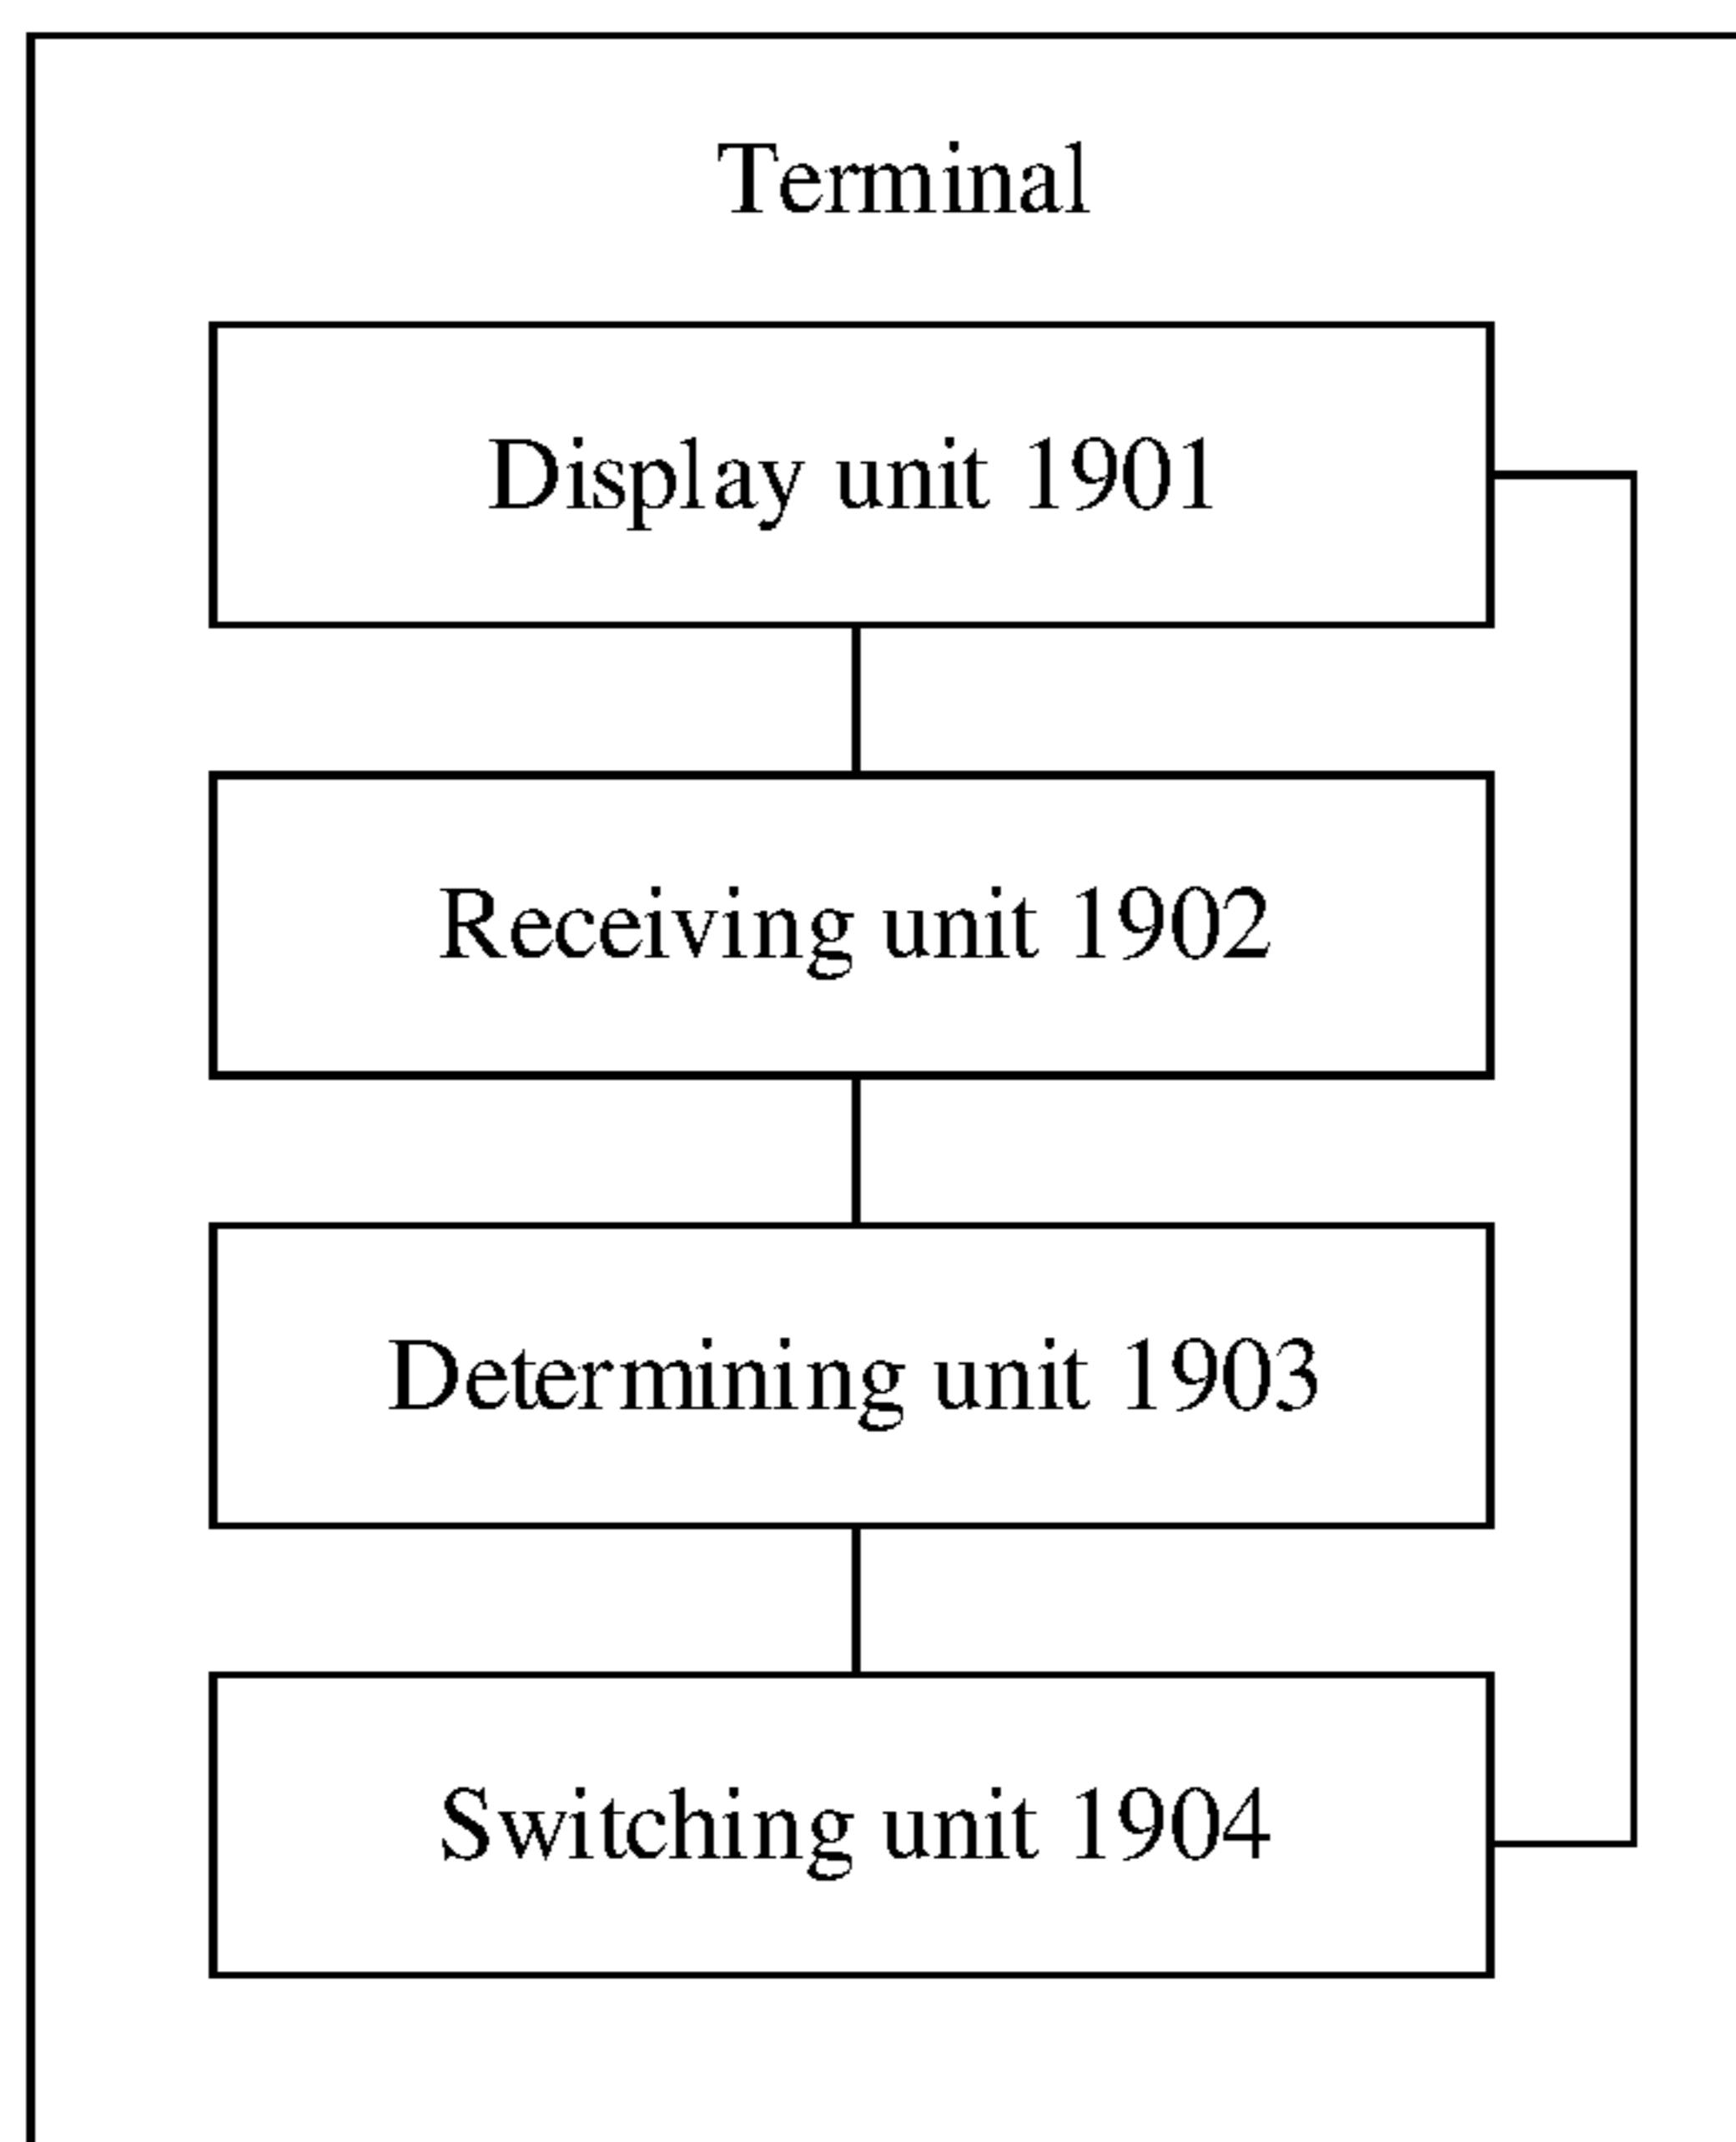 Terminal
Display unit 1901
Receiving unit 1902
Determining unit 1903
Switching unit 1904